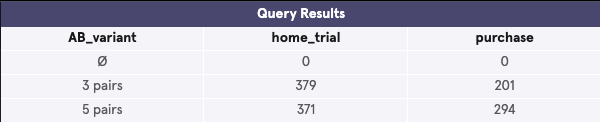 Query Results
AB_variant home_trial purchase
Ø 0 0
3 pairs 379 201
5 pairs 371 294